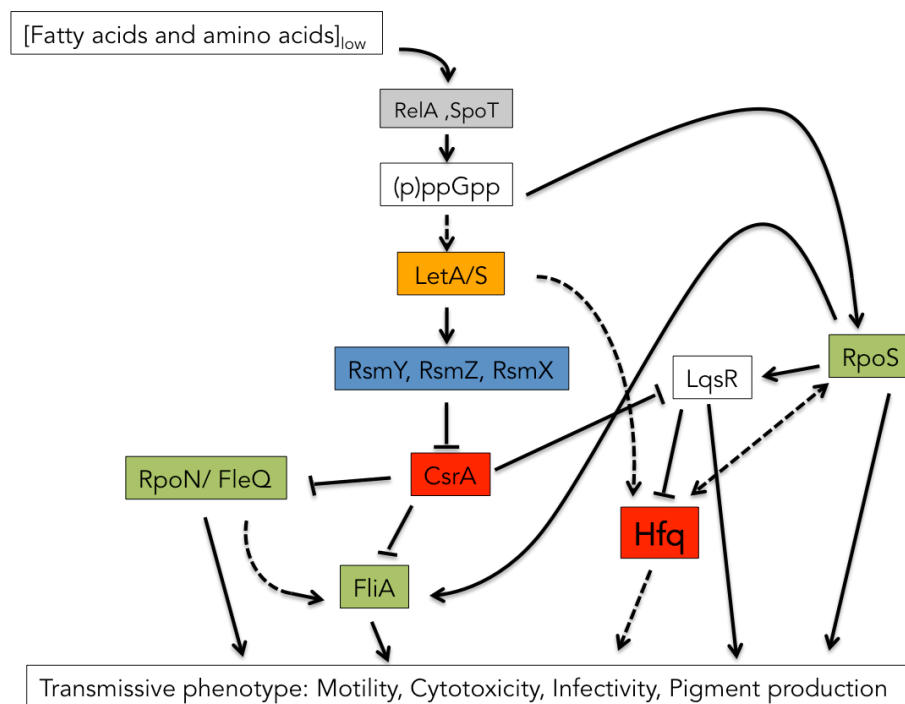 [Fatty acids and amino acids]low
RelA ,SpoT
(p)ppGpp
LetA/S
RsmY, RsmZ, RsmX
LqsR
RpoS
RpoN/ FleQ
CsrA
Hfq
FliA
Transmissive phenotype: Motility, Cytotoxicity, Infectivity, Pigment production